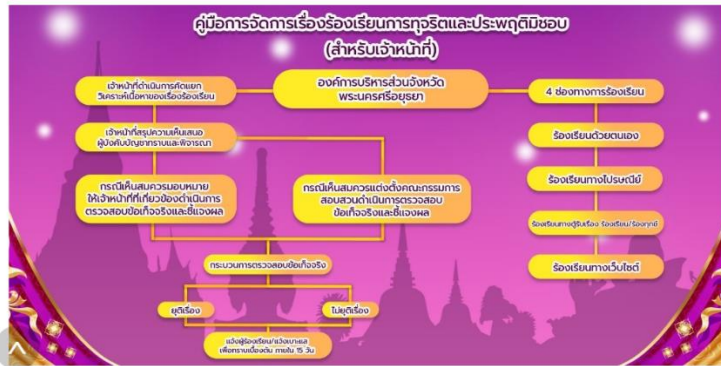 คู่มือการจัดการเรื่องร้องเรียนการทุจริตและประพฤติมิชอบ
(สำหรับเจ้าหน้าที่)
องค์การบริหารส่วนจังหวัด
พระนครศรีอยุธยา
เจ้าหน้าที่ดำเนินการคัดแยก
วิเคราะห์เนื้อหาของเรื่องร้องเรียน
เจ้าหน้าที่สรุปความเห็นเสนอ
ผู้บังคับบัญชาทราบและพิจารณา
กรณีเห็นสมควรมอบหมาย
ให้เจ้าหน้าที่ที่เกี่ยวข้องดำเนินการ
ตรวจสอบข้อเท็จจริงและชี้แจงผล
กรณีเห็นสมควรแต่งตั้งคณะกรรมการ
สอบสวนดำเนินการตรวจสอบ
ข้อเท็จจริงและชี้แจงผล
กระบวนการตรวจสอบข้อเท็จจริง
ยุติเรื่อง
ไม่ยุติเรื่อง
แจ้งผู้ร้องเรียน/แจ้งเบาะแส
เพื่อทราบเบื้องต้น ภายใน 15 วัน
4 ช่องทางการร้องเรียน
ร้องเรียนด้วยตนเอง
ร้องเรียนทางไปรษณีย์
ร้องเรียนทางตู้รับเรื่อง ร้องเรียน/ร้องทุกข์
ร้องเรียนทางเว็บไซต์